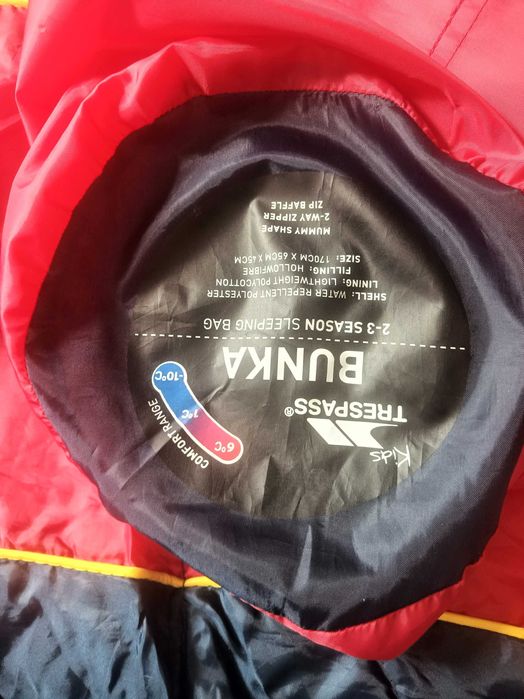 Kids
TRESPASS®
BUNKA
2-3 SEASON SLEEPING BAG
SHELL: WATER REPELLENT POLYESTER
LINING: LIGHTWEIGHT POLYCOTTON
FILLING: HOLLOWFIBRE
SIZE: 170CM X 65CM X 45CM
MUMMY SHAPE
2-WAY ZIPPER
ZIP BAFFLE
COMFORT RANGE
6°C
1°C
-10°C